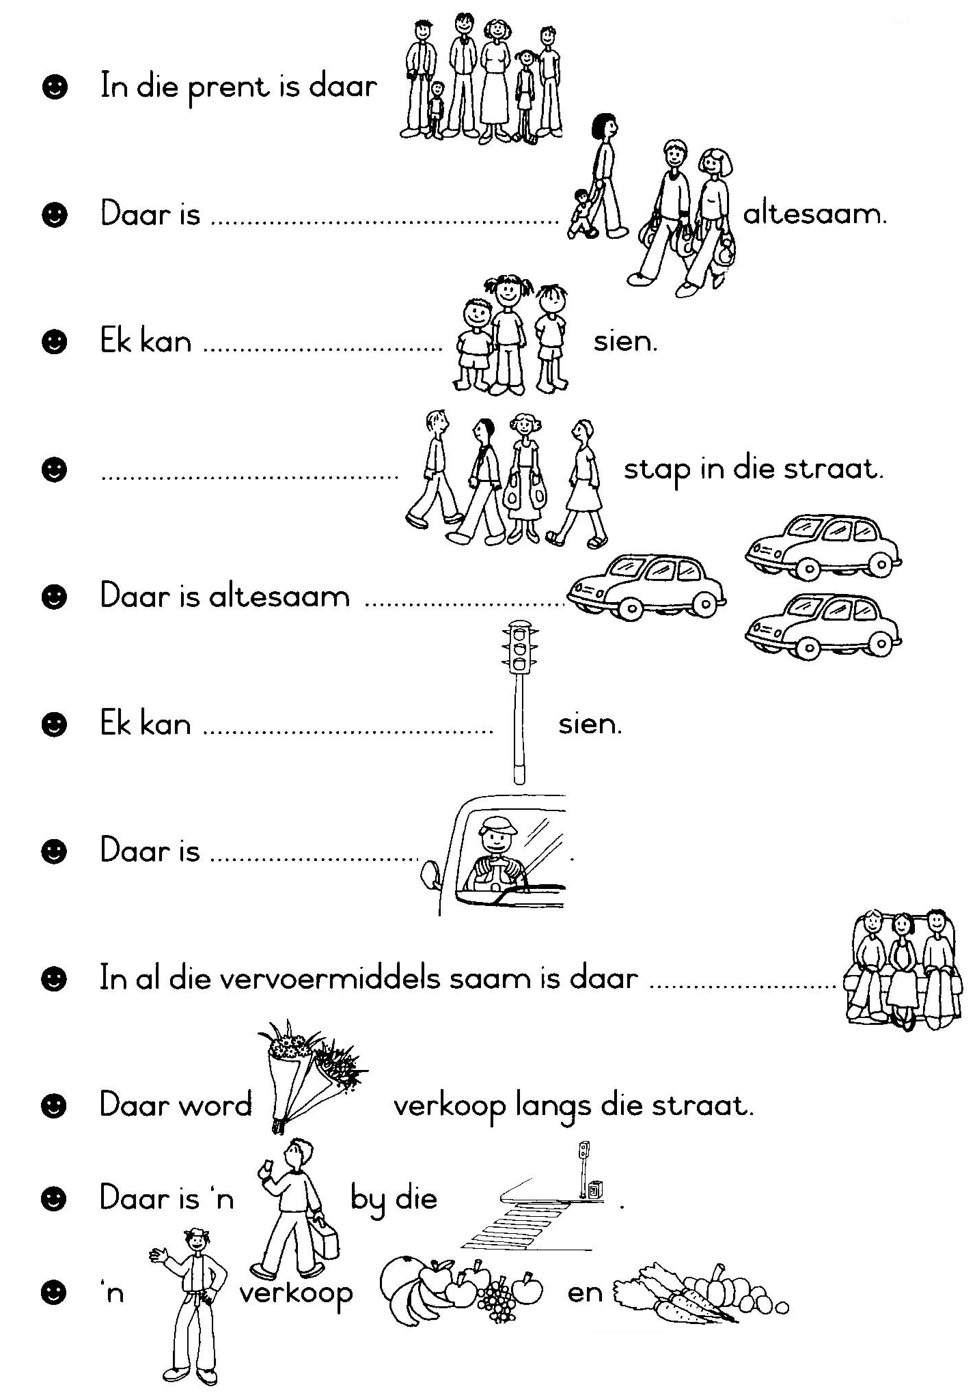 In die prent is daar
Daar is ........................ altesaam.
Ek kan ........................ sien.
........................ stap in die straat.
Daar is altesaam ........................
Ek kan ........................ sien.
Daar is ........................ .
In al die vervoermiddels saam is daar ........................
Daar word verkoop langs die straat.
Daar is 'n by die .
'n verkoop en